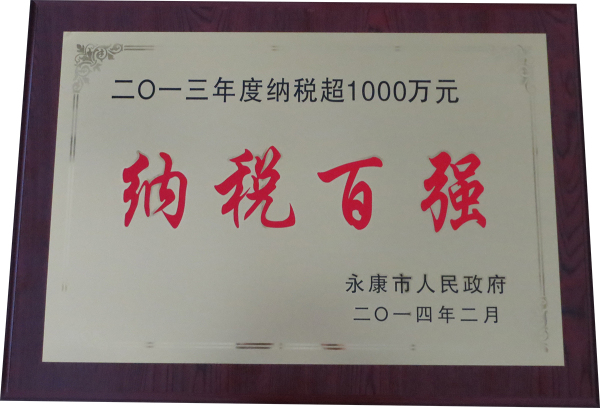 二〇一三年度纳税超1000万元
纳税百强
永康市人民政府
二〇一四年二月